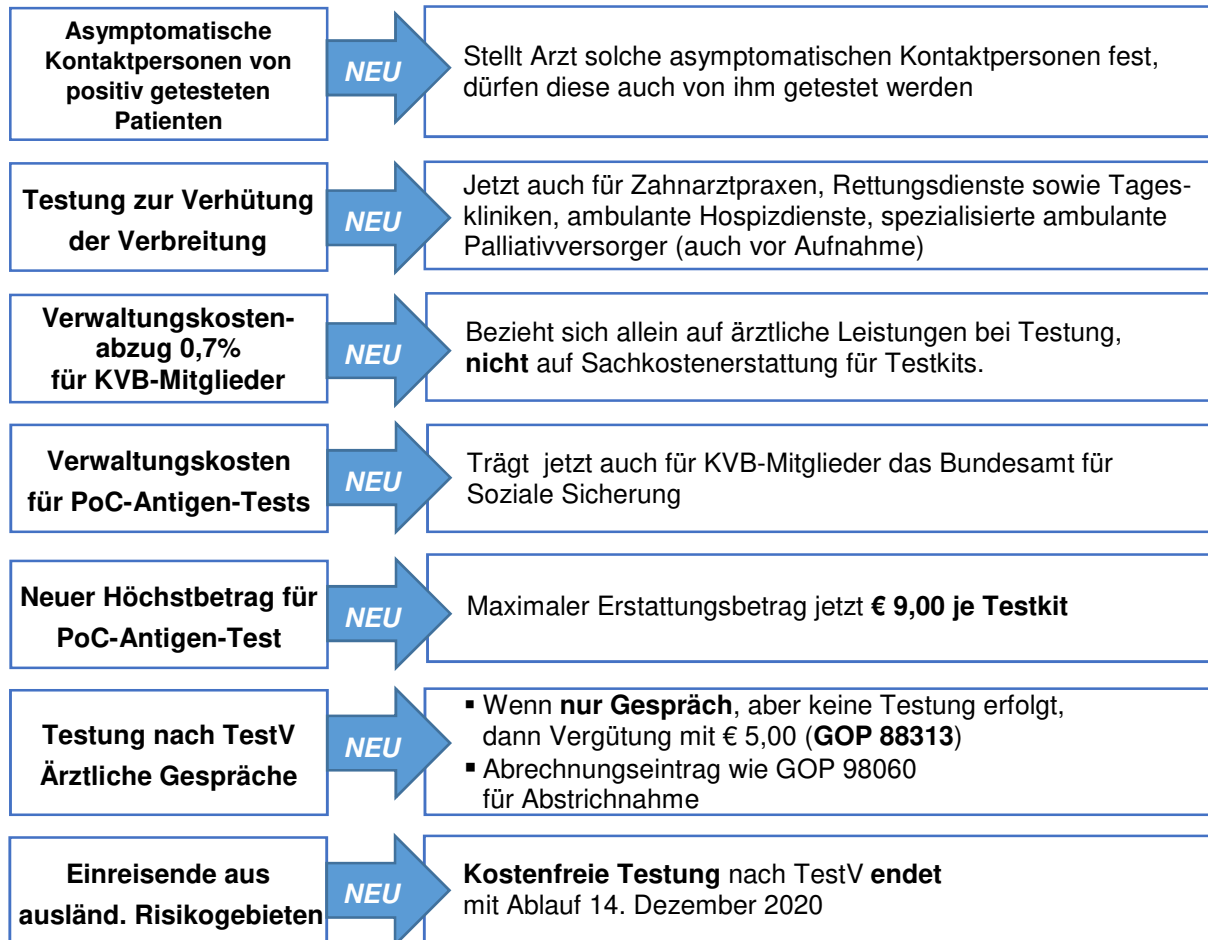 Asymptomatische
Kontaktpersonen von
positiv getesteten
Patienten
NEU
Stellt Arzt solche asymptomatischen Kontaktpersonen fest,
dürfen diese auch von ihm getestet werden
Testung zur Verhütung
der Verbreitung
NEU
Jetzt auch für Zahnarztpraxen, Rettungsdienste sowie Tages-
kliniken, ambulante Hospizdienste, spezialisierte ambulante
Palliativversorger (auch vor Aufnahme)
Verwaltungskosten-
abzug 0,7%
für KVB-Mitglieder
NEU
Bezieht sich allein auf ärztliche Leistungen bei Testung,
nicht auf Sachkostenerstattung für Testkits.
Verwaltungskosten
für PoC-Antigen-Tests
NEU
Trägt jetzt auch für KVB-Mitglieder das Bundesamt für
Soziale Sicherung
Neuer Höchstbetrag für
PoC-Antigen-Test
NEU
Maximaler Erstattungsbetrag jetzt € 9,00 je Testkit
Testung nach TestV
Ärztliche Gespräche
NEU
▪ Wenn nur Gespräch, aber keine Testung erfolgt,
dann Vergütung mit € 5,00 (GOP 88313)
▪ Abrechnungseintrag wie GOP 98060
für Abstrichnahme
Einreisende aus
ausländ. Risikogebieten
NEU
Kostenfreie Testung nach TestV endet
mit Ablauf 14. Dezember 2020